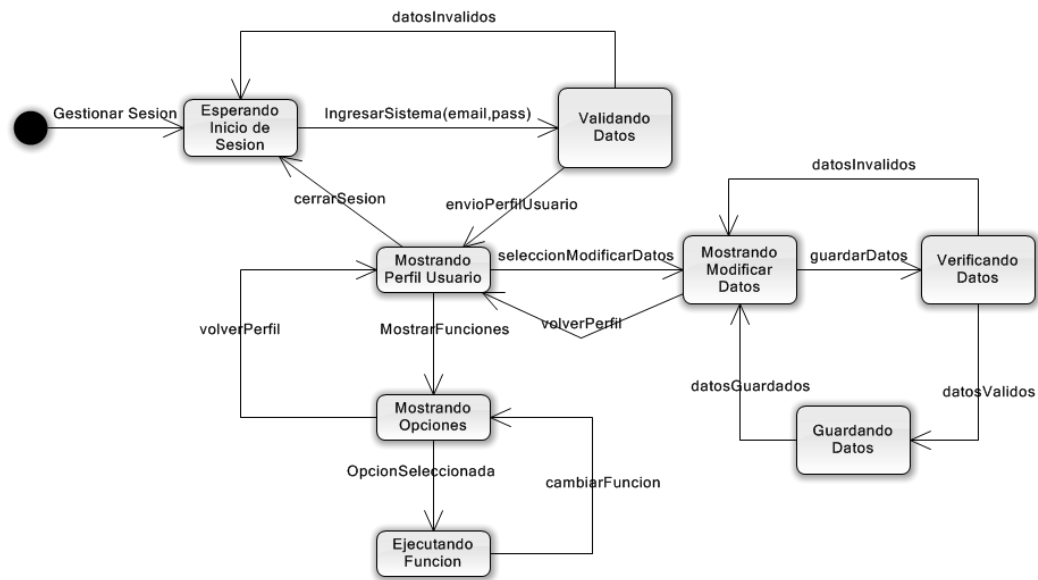 datosInvalidos
Gestionar Sesion
Esperando
Inicio de
Sesion
IngresarSistema(email,pass)
Validando
Datos
datosInvalidos
cerrarSesion
envioPerfilUsuario
Mostrando
Perfil Usuario
seleccionModificarDatos
Mostrando
Modificar
Datos
guardarDatos
Verificando
Datos
volverPerfil
MostrarFunciones
volverPerfil
datosGuardados
datosValidos
Mostrando
Opciones
Guardando
Datos
OpcionSeleccionada
cambiarFuncion
Ejecutando
Funcion